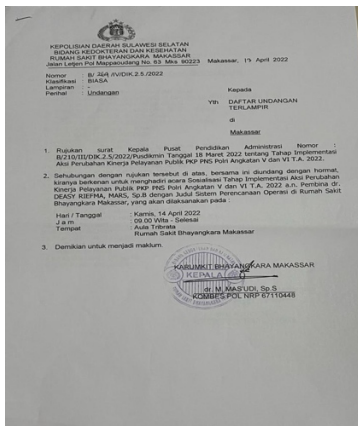 KEPOLISIAN DAERAH SULAWESI SELATAN
BIDANG KEDOKTERAN DAN KESEHATAN
RUMAH SAKIT BHAYANGKARA MAKASSAR
Jalan Letjen Pol Mappaoudang No. 63 Mks 90223
Makassar, 13 April 2022
Nomor : B/ /IV/DIK.2.5./2022
Klasifikasi : BIASA
Lampiran : -
Perihal : Undangan
Kepada
Yth DAFTAR UNDANGAN
TERLAMPIR
di
Makassar
1. Rujukan surat Kepala Pusat Pendidikan Administrasi Nomor :
B/210/III/DIK.2.5/2022/Pusdikmin Tanggal 18 Maret 2022 tentang Tahap Implementasi
Aksi Perubahan Kinerja Pelayanan Publik PKP PNS Polri Angkatan V dan VI T.A. 2022.
2. Sehubungan dengan rujukan tersebut di atas, bersama ini diundang dengan hormat,
kiranya berkenan untuk menghadiri acara Sosialisasi Tahap Implementasi Aksi Perubahan
Kinerja Pelayanan Publik PKP PNS Polri Angkatan V dan VI T.A. 2022 a.n. Pembina dr.
DEASY RIEFMA, MARS, Sp.B dengan Judul Sistem Perencanaan Operasi di Rumah Sakit
Bhayangkara Makassar, yang akan dilaksanakan pada :
Hari / Tanggal : Kamis, 14 April 2022
J a m : 09.00 Wita - Selesai
Tempat : Aula Tribrata
Rumah Sakit Bhayangkara Makassar
3. Demikian untuk menjadi maklum.
KARUMKIT BHAYANGKARA MAKASSAR
KEPALA
dr. M. MAS'UDI, Sp.S
KOMBES POL NRP 67110448